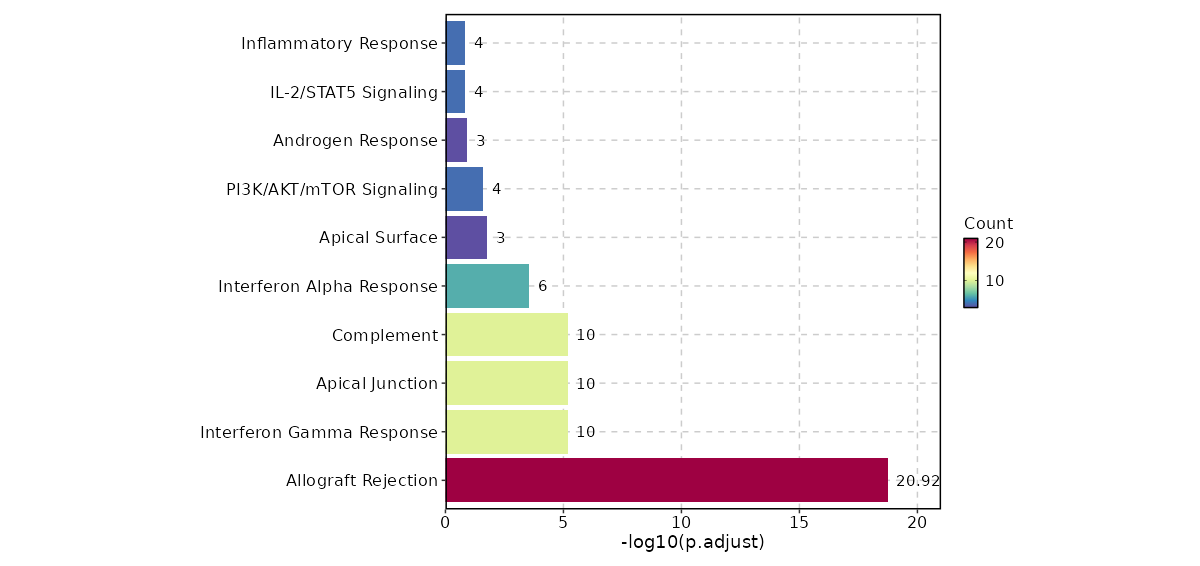 Inflammatory Response 4
IL-2/STAT5 Signaling 4
Androgen Response 3
PI3K/AKT/mTOR Signaling 4
Apical Surface 3
Interferon Alpha Response 6
Complement 10
Apical Junction 10
Interferon Gamma Response 10
Allograft Rejection 20.92
0 5 10 15 20
-log10(p.adjust)
Count
20
10